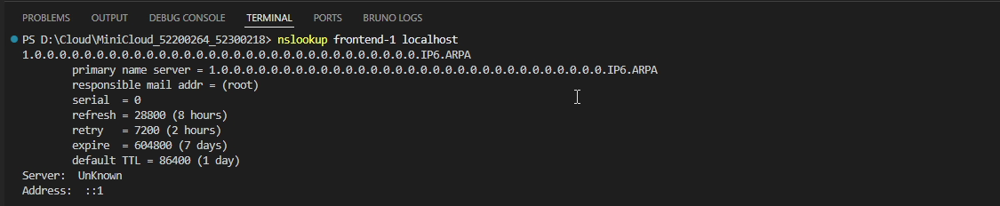 PROBLEMS OUTPUT DEBUG CONSOLE TERMINAL PORTS BRUNO LOGS
PS D:\Cloud\MiniCloud_52200264_52300218> nslookup frontend-1 localhost
1.0.0.0.0.0.0.0.0.0.0.0.0.0.0.0.0.0.0.0.0.0.0.0.0.0.0.0.0.0.0.0.IP6.ARPA
primary name server = 1.0.0.0.0.0.0.0.0.0.0.0.0.0.0.0.0.0.0.0.0.0.0.0.0.0.0.0.0.0.0.0.IP6.ARPA
responsible mail addr = (root)
serial = 0
refresh = 28800 (8 hours)
retry = 7200 (2 hours)
expire = 604800 (7 days)
default TTL = 86400 (1 day)
Server: UnKnown
Address: ::1